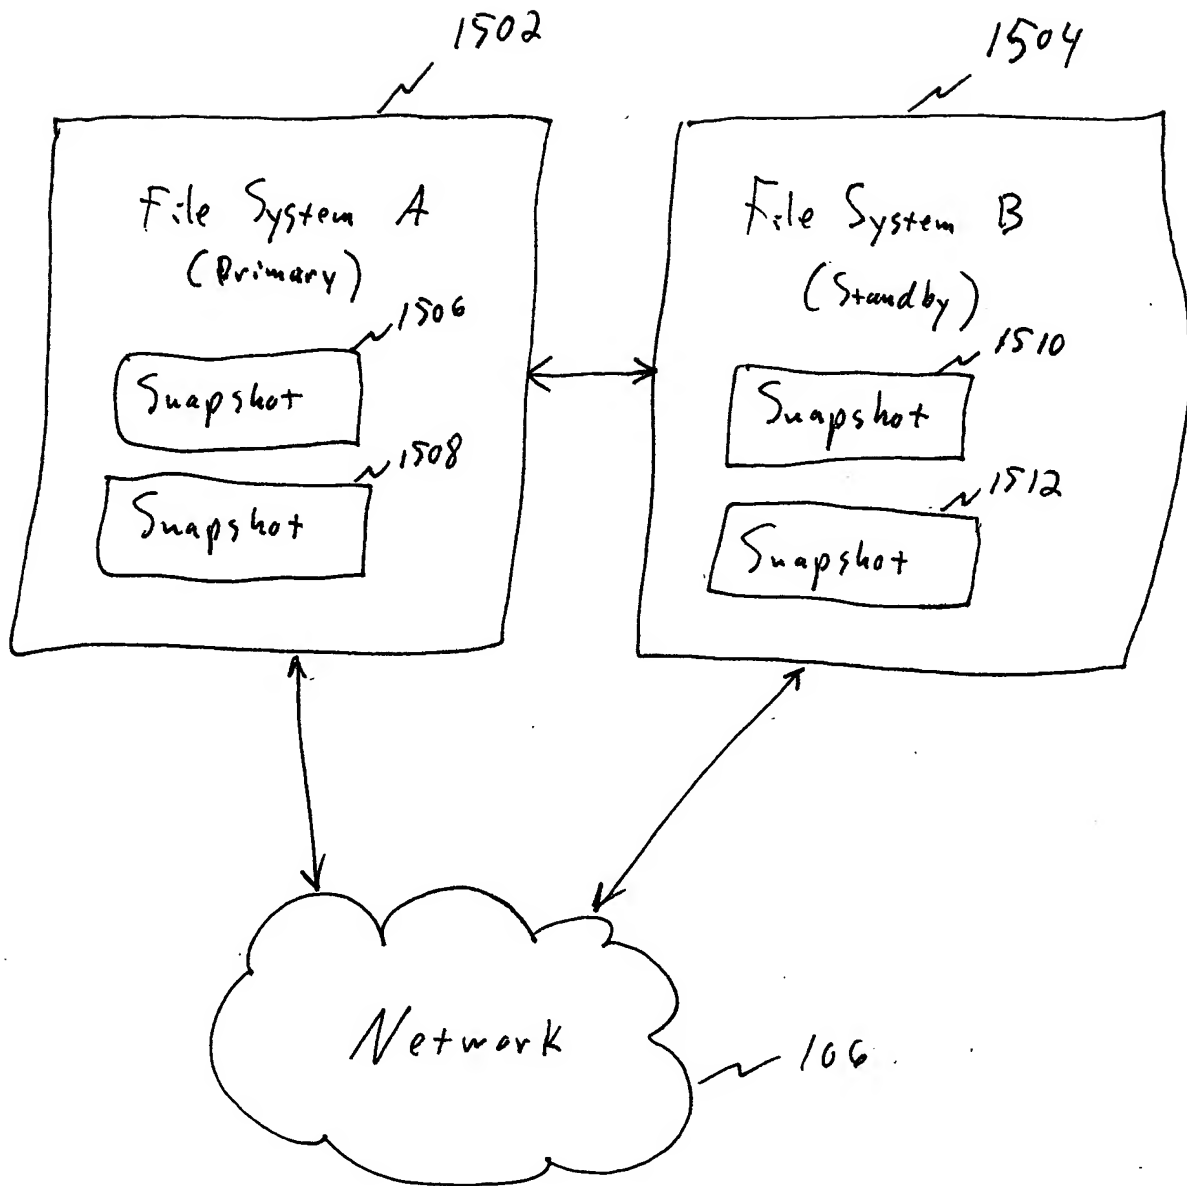 1502
1504
File System A
(Primary)
1506
Snapshot
1508
Snapshot
File System B
(Standby)
1510
Snapshot
1512
Snapshot
Network
106